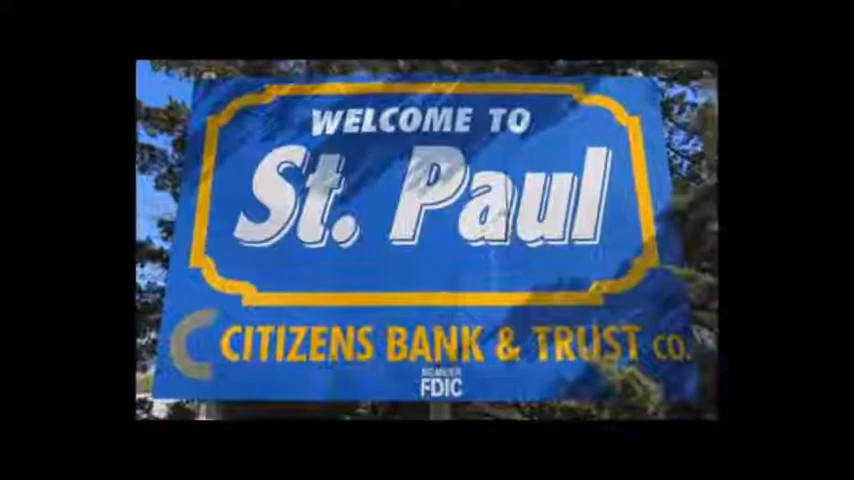 WELCOME TO
St. Paul
CITIZENS BANK & TRUST CO.
MEMBER
FDIC